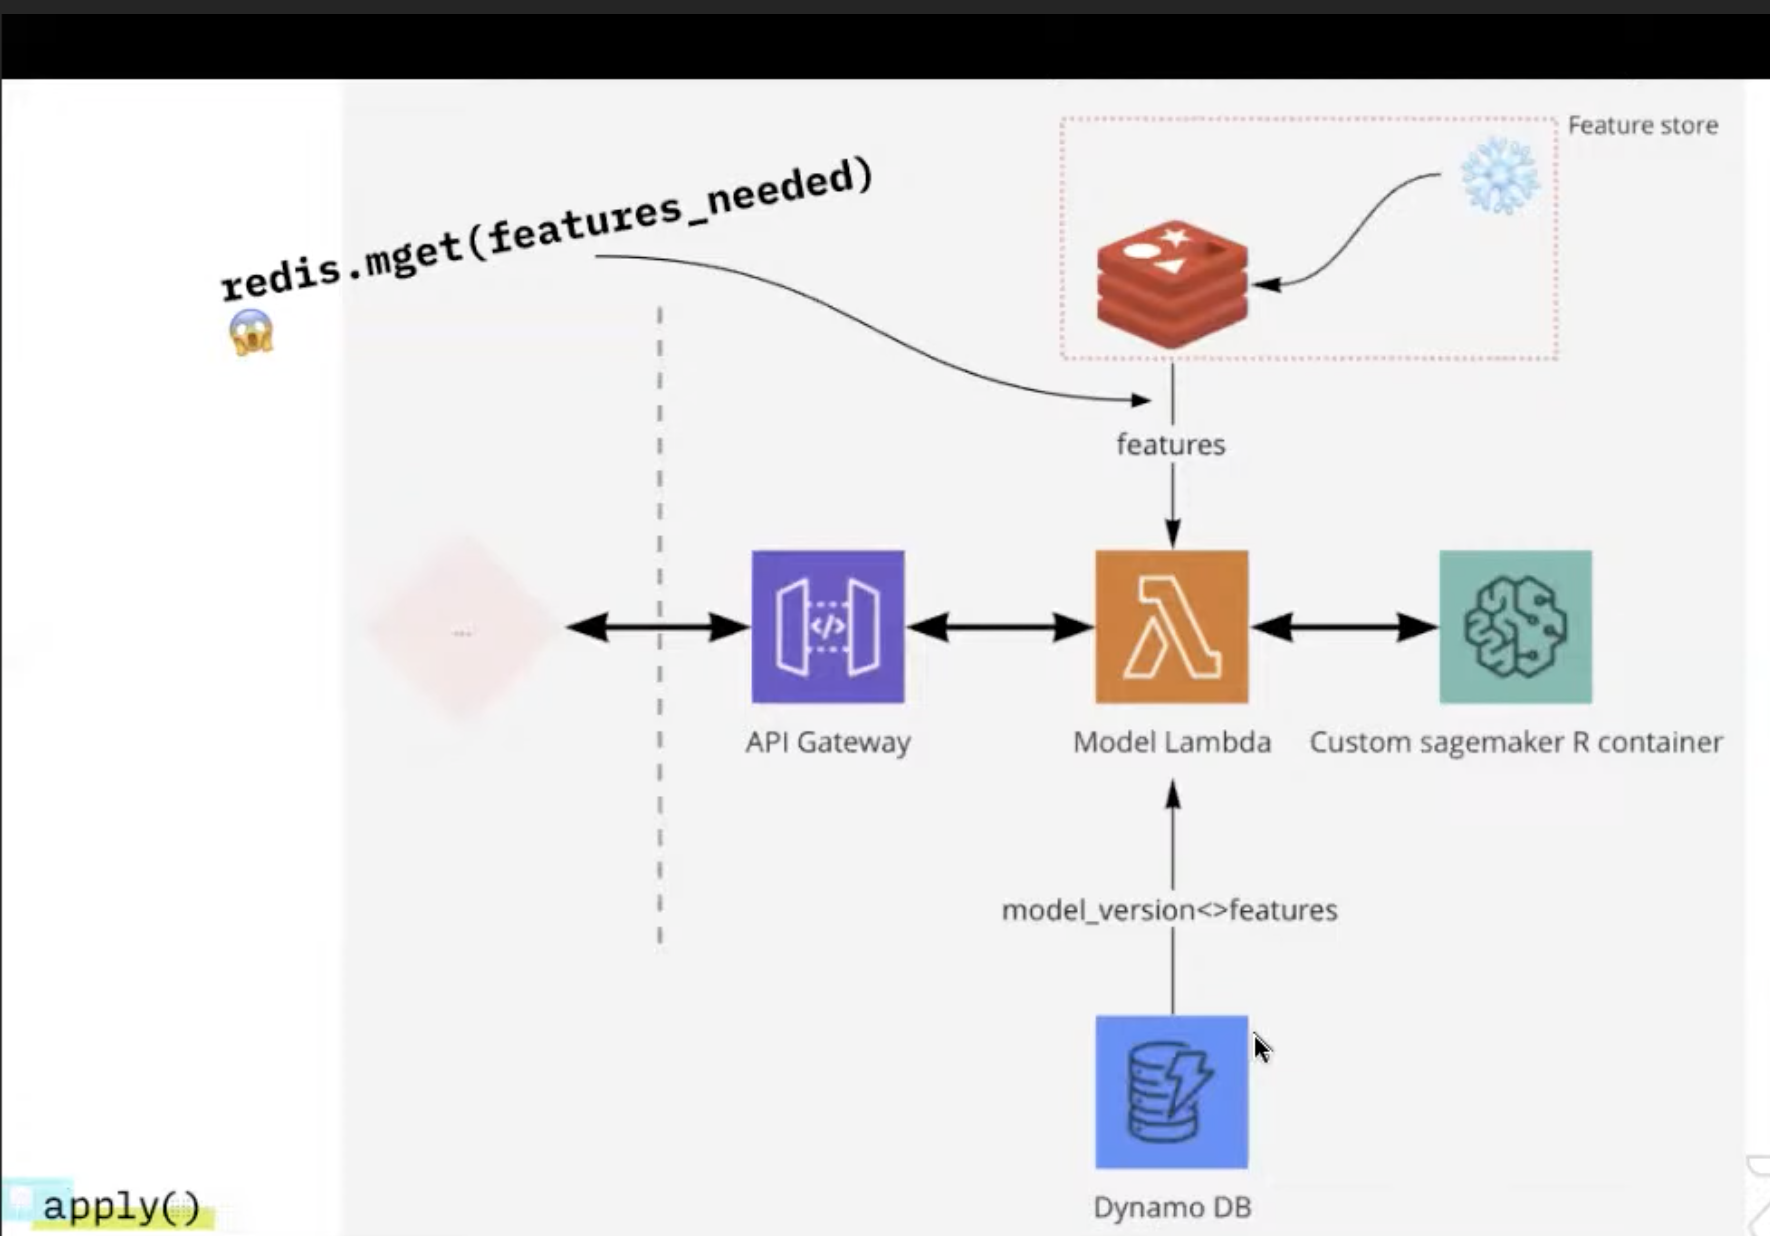 Feature store
redis.mget(features_needed)
😱
features
...
</>
API Gateway
Model Lambda
Custom sagemaker R container
model_version<>features
Dynamo DB
apply()